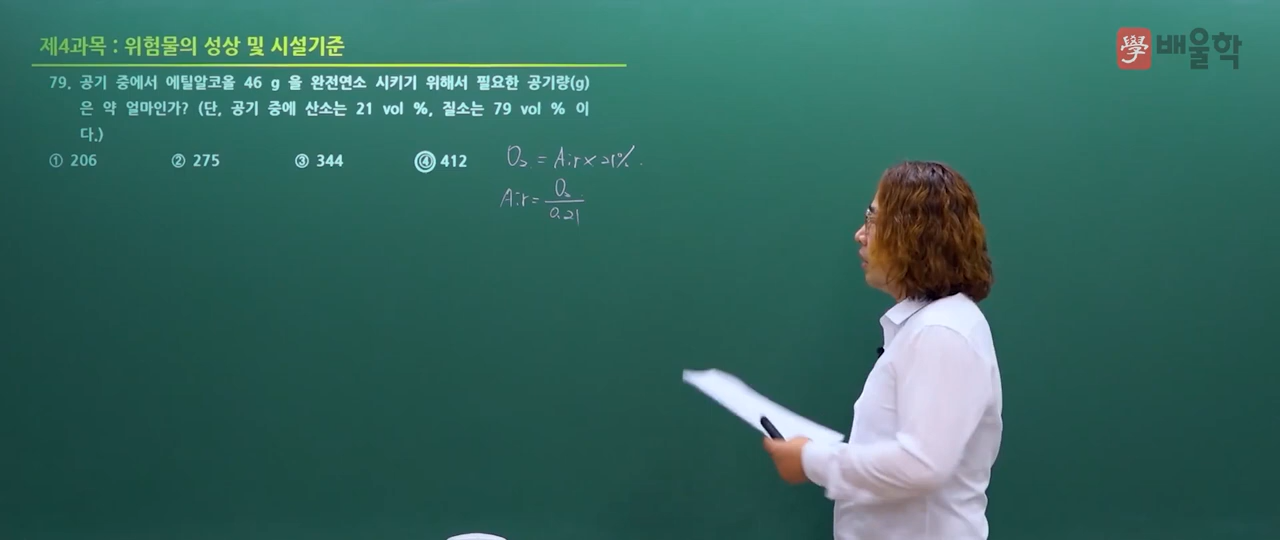 제4과목 : 위험물의 성상 및 시설기준
學 배울학
79. 공기 중에서 에틸알코올 46 g 을 완전연소 시키기 위해서 필요한 공기량(g)
은 약 얼마인가? (단, 공기 중에 산소는 21 vol %, 질소는 79 vol % 이
다.)
① 206 ② 275 ③ 344 ④ 412
O₂ = Air × 21%.
Air = O₂ / 0.21